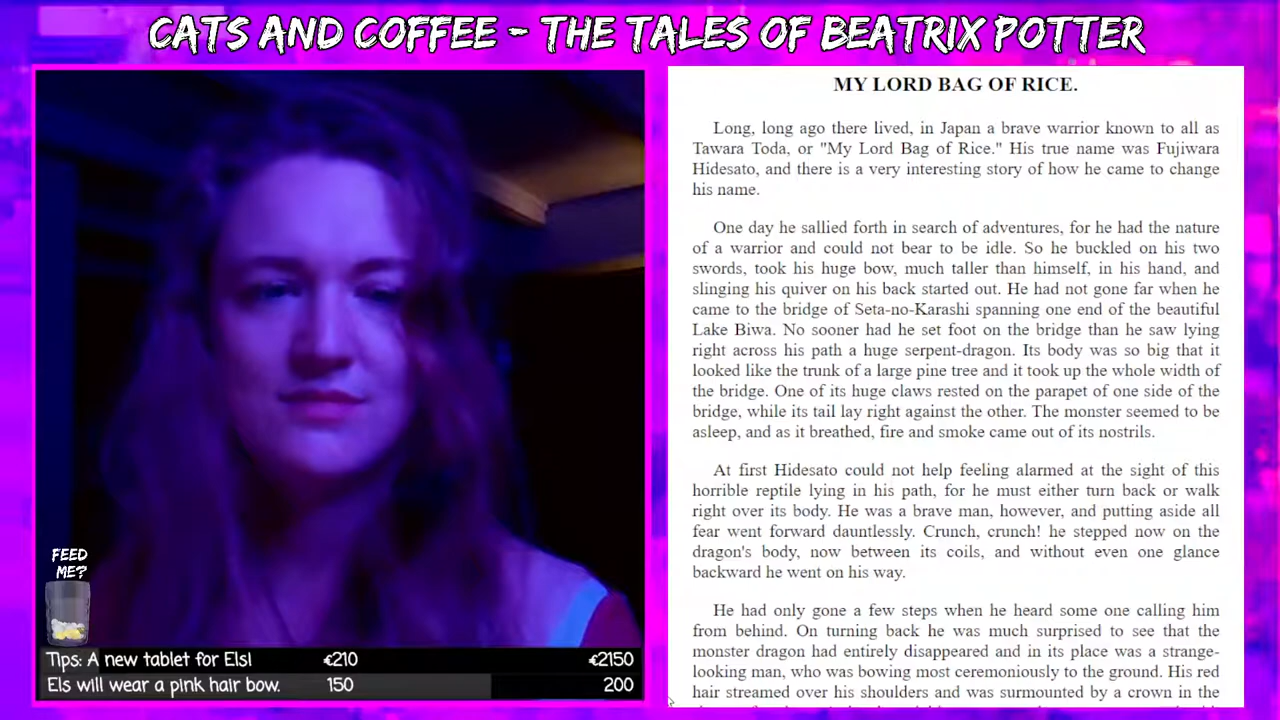 CATS AND COFFEE - THE TALES OF BEATRIX POTTER
MY LORD BAG OF RICE.
Long, long ago there lived, in Japan a brave warrior known to all as
Tawara Toda, or "My Lord Bag of Rice." His true name was Fujiwara
Hidesato, and there is a very interesting story of how he came to change
his name.
One day he sallied forth in search of adventures, for he had the nature
of a warrior and could not bear to be idle. So he buckled on his two
swords, took his huge bow, much taller than himself, in his hand, and
slinging his quiver on his back started out. He had not gone far when he
came to the bridge of Seta-no-Karashi spanning one end of the beautiful
Lake Biwa. No sooner had he set foot on the bridge than he saw lying
right across his path a huge serpent-dragon. Its body was so big that it
looked like the trunk of a large pine tree and it took up the whole width of
the bridge. One of its huge claws rested on the parapet of one side of the
bridge, while its tail lay right against the other. The monster seemed to be
asleep, and as it breathed, fire and smoke came out of its nostrils.
At first Hidesato could not help feeling alarmed at the sight of this
horrible reptile lying in his path, for he must either turn back or walk
right over its body. He was a brave man, however, and putting aside all
fear went forward dauntlessly. Crunch, crunch! he stepped now on the
dragon's body, now between its coils, and without even one glance
backward he went on his way.
He had only gone a few steps when he heard some one calling him
from behind. On turning back he was much surprised to see that the
monster dragon had entirely disappeared and in its place was a strange-
looking man, who was bowing most ceremoniously to the ground. His red
hair streamed over his shoulders and was surmounted by a crown in the
FEED
ME?
Tips: A new tablet for Els! €210 €2150
Els will wear a pink hair bow. 150 200